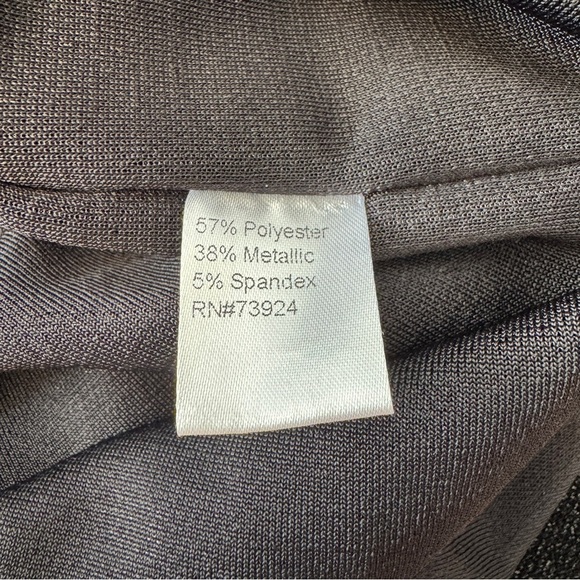 57% Polyester
38% Metallic
5% Spandex
RN#73924